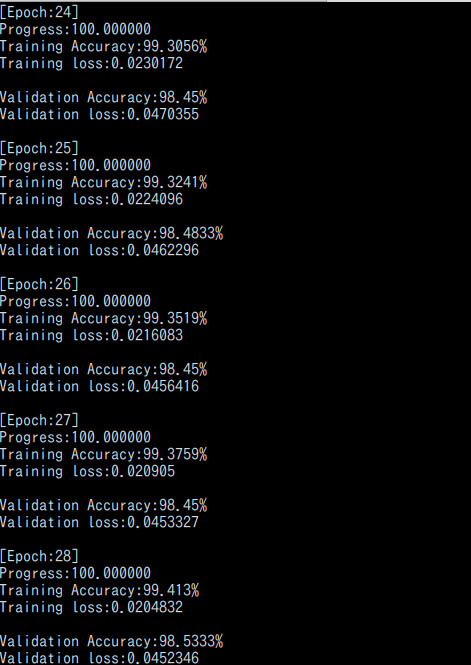 [Epoch:24]
Progress:100.000000
Training Accuracy:99.3056%
Training loss:0.0230172
Validation Accuracy:98.45%
Validation loss:0.0470355
[Epoch:25]
Progress:100.000000
Training Accuracy:99.3241%
Training loss:0.0224096
Validation Accuracy:98.4833%
Validation loss:0.0462296
[Epoch:26]
Progress:100.000000
Training Accuracy:99.3519%
Training loss:0.0216083
Validation Accuracy:98.45%
Validation loss:0.0456416
[Epoch:27]
Progress:100.000000
Training Accuracy:99.3759%
Training loss:0.020905
Validation Accuracy:98.45%
Validation loss:0.0453327
[Epoch:28]
Progress:100.000000
Training Accuracy:99.413%
Training loss:0.0204832
Validation Accuracy:98.5333%
Validation loss:0.0452346